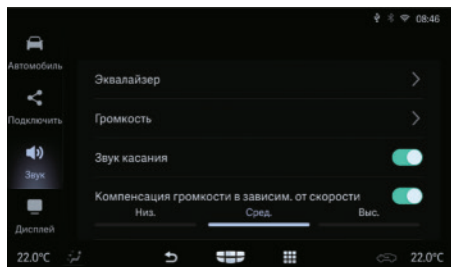 08:46
Автомобиль
Эквалайзер
Подключить
Громкость
Звук касания
Звук
Компенсация громкости в зависим. от скорости
Низ. Сред. Выс.
Дисплей
22.0°C 22.0°C